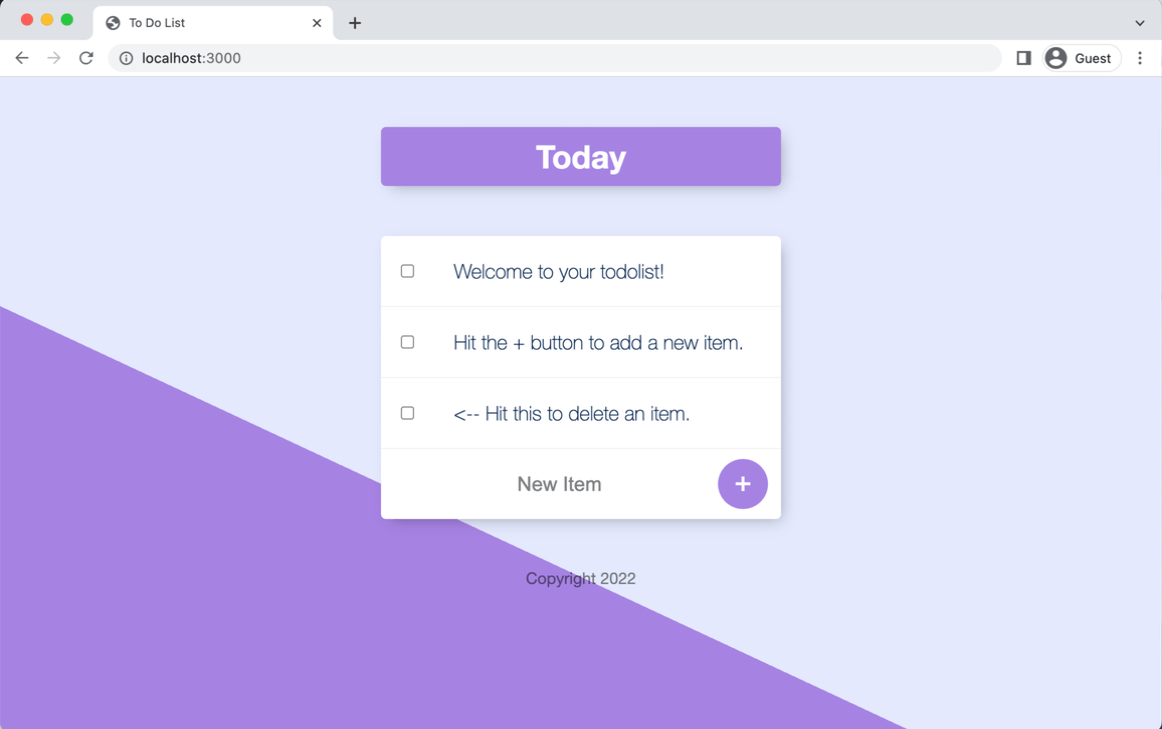 To Do List
localhost:3000
Guest
Today
Welcome to your todolist!
Hit the + button to add a new item.
<-- Hit this to delete an item.
New Item
+
Copyright 2022